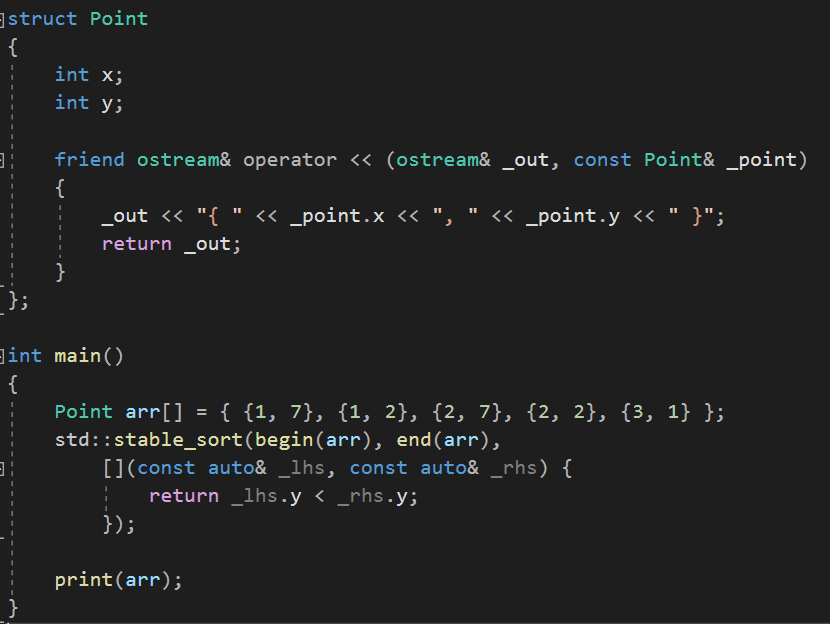 struct Point
{
    int x;
    int y;

    friend ostream& operator << (ostream& _out, const Point& _point)
    {
        _out << "{ " << _point.x << ", " << _point.y << " }";
        return _out;
    }
};

int main()
{
    Point arr[] = { {1, 7}, {1, 2}, {2, 7}, {2, 2}, {3, 1} };
    std::stable_sort(begin(arr), end(arr),
        [](const auto& _lhs, const auto& _rhs) {
            return _lhs.y < _rhs.y;
        });

    print(arr);
}